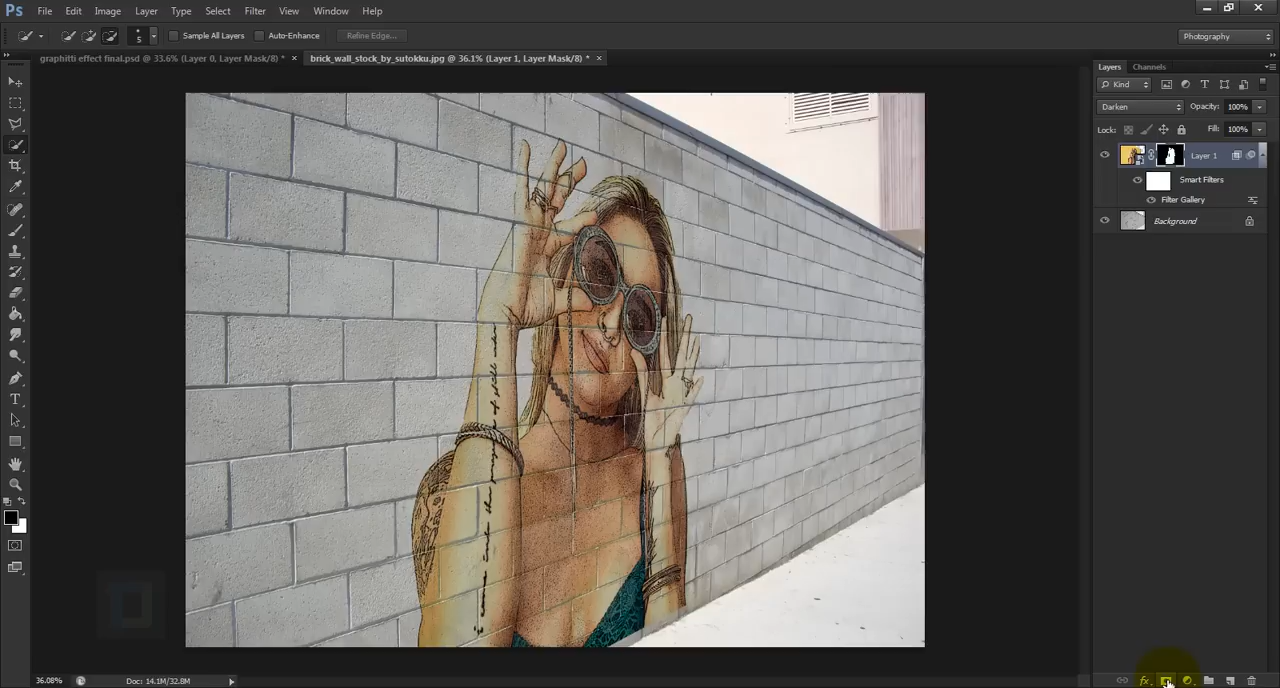 Ps File Edit Image Layer Type Select Filter View Window Help
5 Sample All Layers Auto-Enhance Refine Edge... Photography
graphitti effect final.psd @ 33.6% (Layer 0, Layer Mask/8) * × brick_wall_stock_by_sutokku.jpg @ 36.1% (Layer 1, Layer Mask/8) * ×
Layers Channels
Kind
Darken Opacity: 100%
Lock: Fill: 100%
Layer 1
Smart Filters
Filter Gallery
Background
36.08% Doc: 14.1M/32.8M
fx